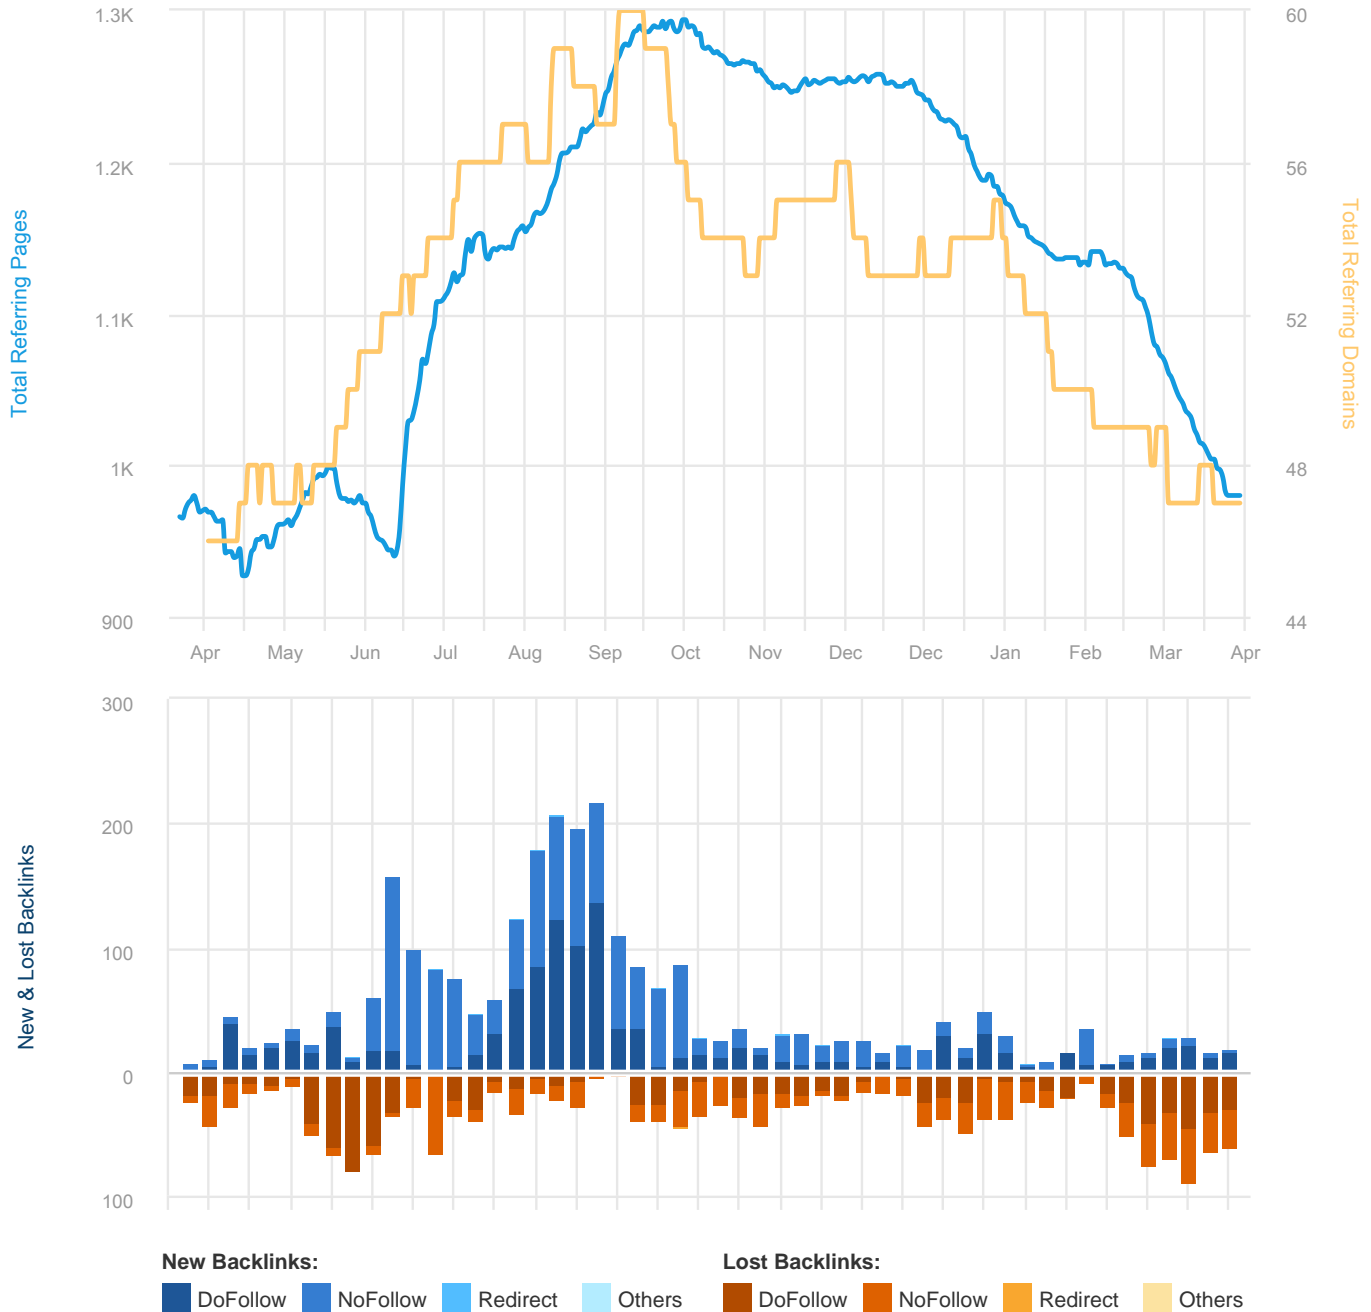 1.3K 60
1.2K 56
1.1K 52
1K 48
900 44
Total Referring Pages
Total Referring Domains
Apr May Jun Jul Aug Sep Oct Nov Dec Dec Jan Feb Mar Apr
300
200
100
0
100
New & Lost Backlinks
New Backlinks: Lost Backlinks:
DoFollow NoFollow Redirect Others DoFollow NoFollow Redirect Others